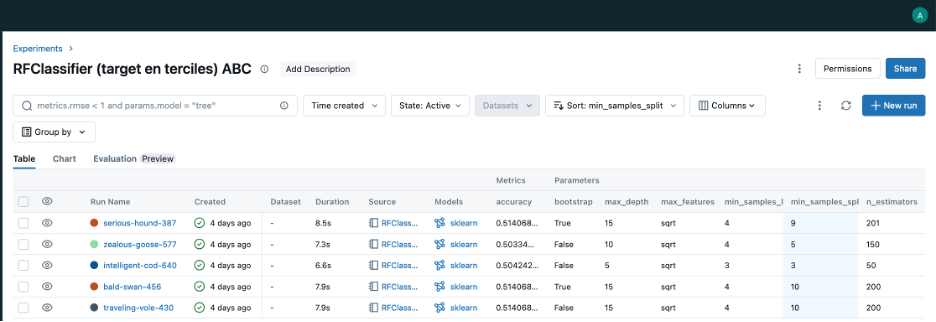 A
Experiments >
RFClassifier (target en terciles) ABC Add Description Permissions Share
metrics.rmse < 1 and params.model = "tree" Time created State: Active Datasets Sort: min_samples_split Columns + New run
Group by
Table Chart Evaluation Preview
Metrics Parameters
Run Name Created Dataset Duration Source Models accuracy bootstrap max_depth max_features min_samples_l min_samples_spl n_estimators
serious-hound-387 4 days ago - 8.5s RFClass... sklearn 0.514068... True 15 sqrt 4 9 201
zealous-goose-577 4 days ago - 7.3s RFClass... sklearn 0.50334... False 10 sqrt 4 5 150
intelligent-cod-640 4 days ago - 6.6s RFClass... sklearn 0.504242... False 5 sqrt 3 3 50
bald-swan-456 4 days ago - 7.9s RFClass... sklearn 0.514068... True 15 sqrt 4 10 200
traveling-vole-430 4 days ago - 7.9s RFClass... sklearn 0.514068... False 15 sqrt 4 10 200